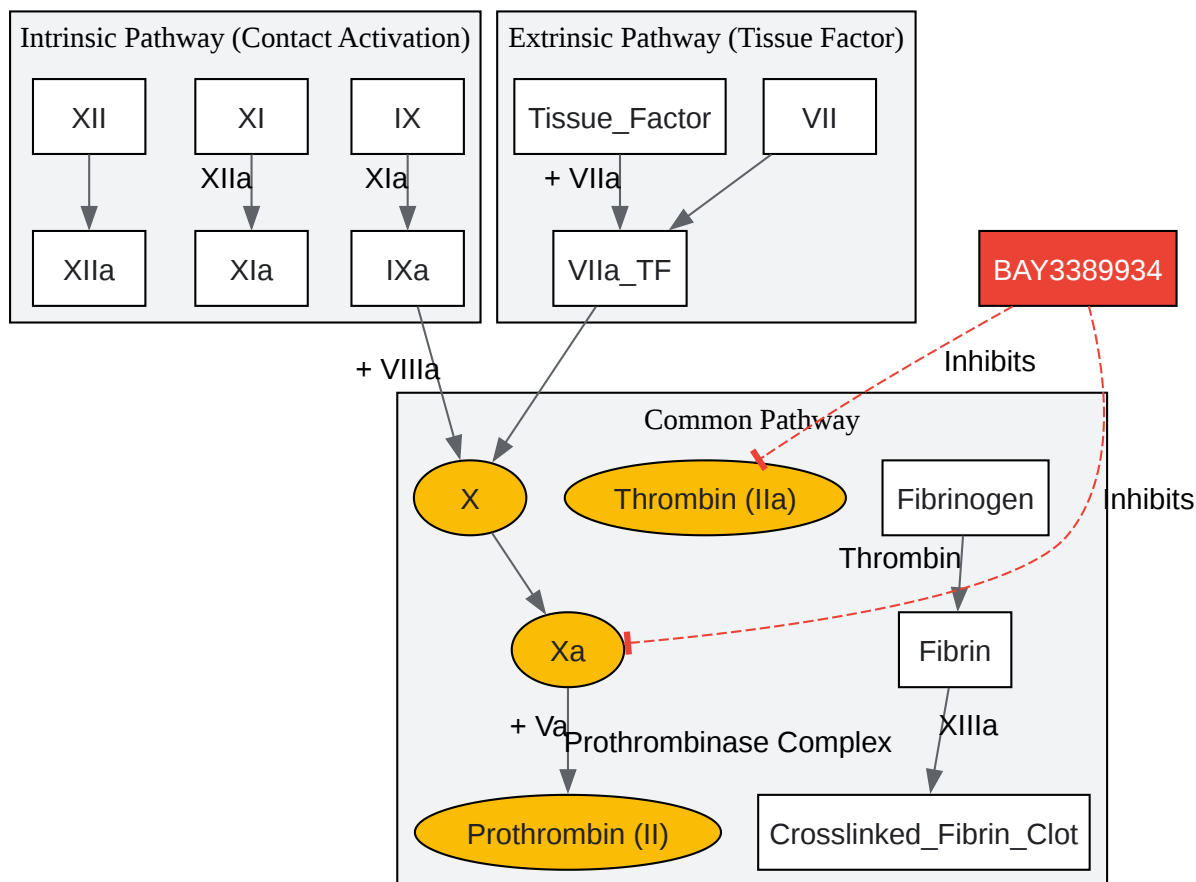 Intrinsic Pathway (Contact Activation)
Extrinsic Pathway (Tissue Factor)
XII
XI
IX
Tissue_Factor
VII
XIIa
XIa
+ VIIa
XIIa
XIa
IXa
VIIa_TF
BAY3389934
+ VIIIa
Inhibits
Common Pathway
X
Thrombin (IIa)
Fibrinogen
Inhibits
Thrombin
Xa
Fibrin
+ Va
Prothrombinase Complex
XIIIa
Prothrombin (II)
Crosslinked_Fibrin_Clot